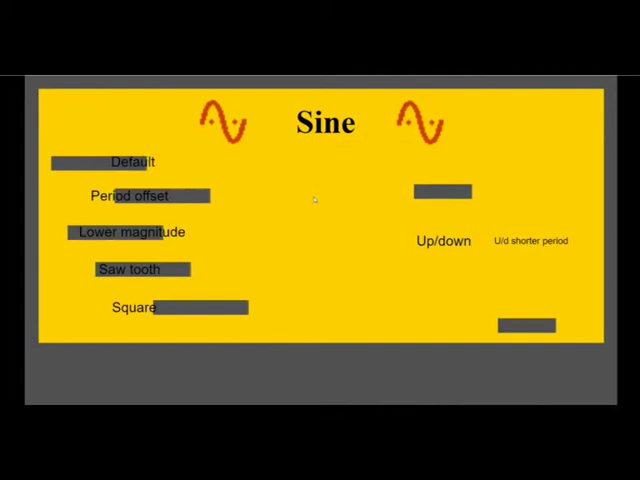 Sine
Default
Period offset
Lower magnitude
Saw tooth
Square
Up/down
U/d shorter period